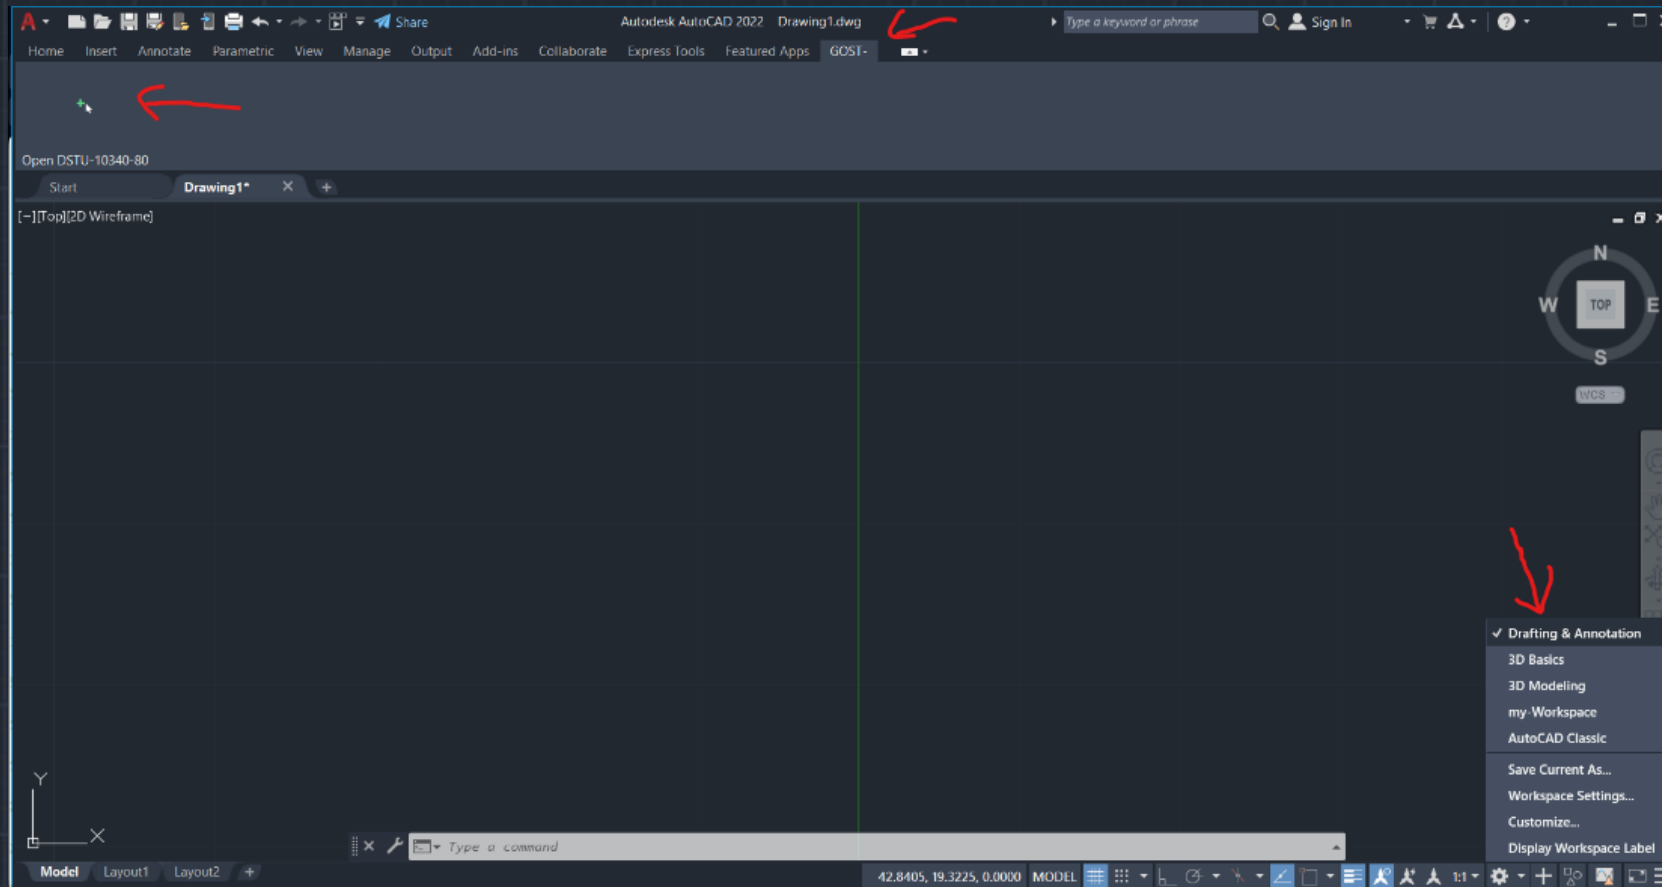 Share Autodesk AutoCAD 2022 Drawing1.dwg Type a keyword or phrase Sign In
Home Insert Annotate Parametric View Manage Output Add-ins Collaborate Express Tools Featured Apps GOST-
Open DSTU-10340-80
Start Drawing1*
[−][Top][2D Wireframe]
N
W TOP E
S
WCS
Drafting & Annotation
3D Basics
3D Modeling
my-Workspace
AutoCAD Classic
Save Current As...
Workspace Settings...
Customize...
Display Workspace Label
Y
X
Type a command
Model Layout1 Layout2
42.8405, 19.3225, 0.0000 MODEL 1:1